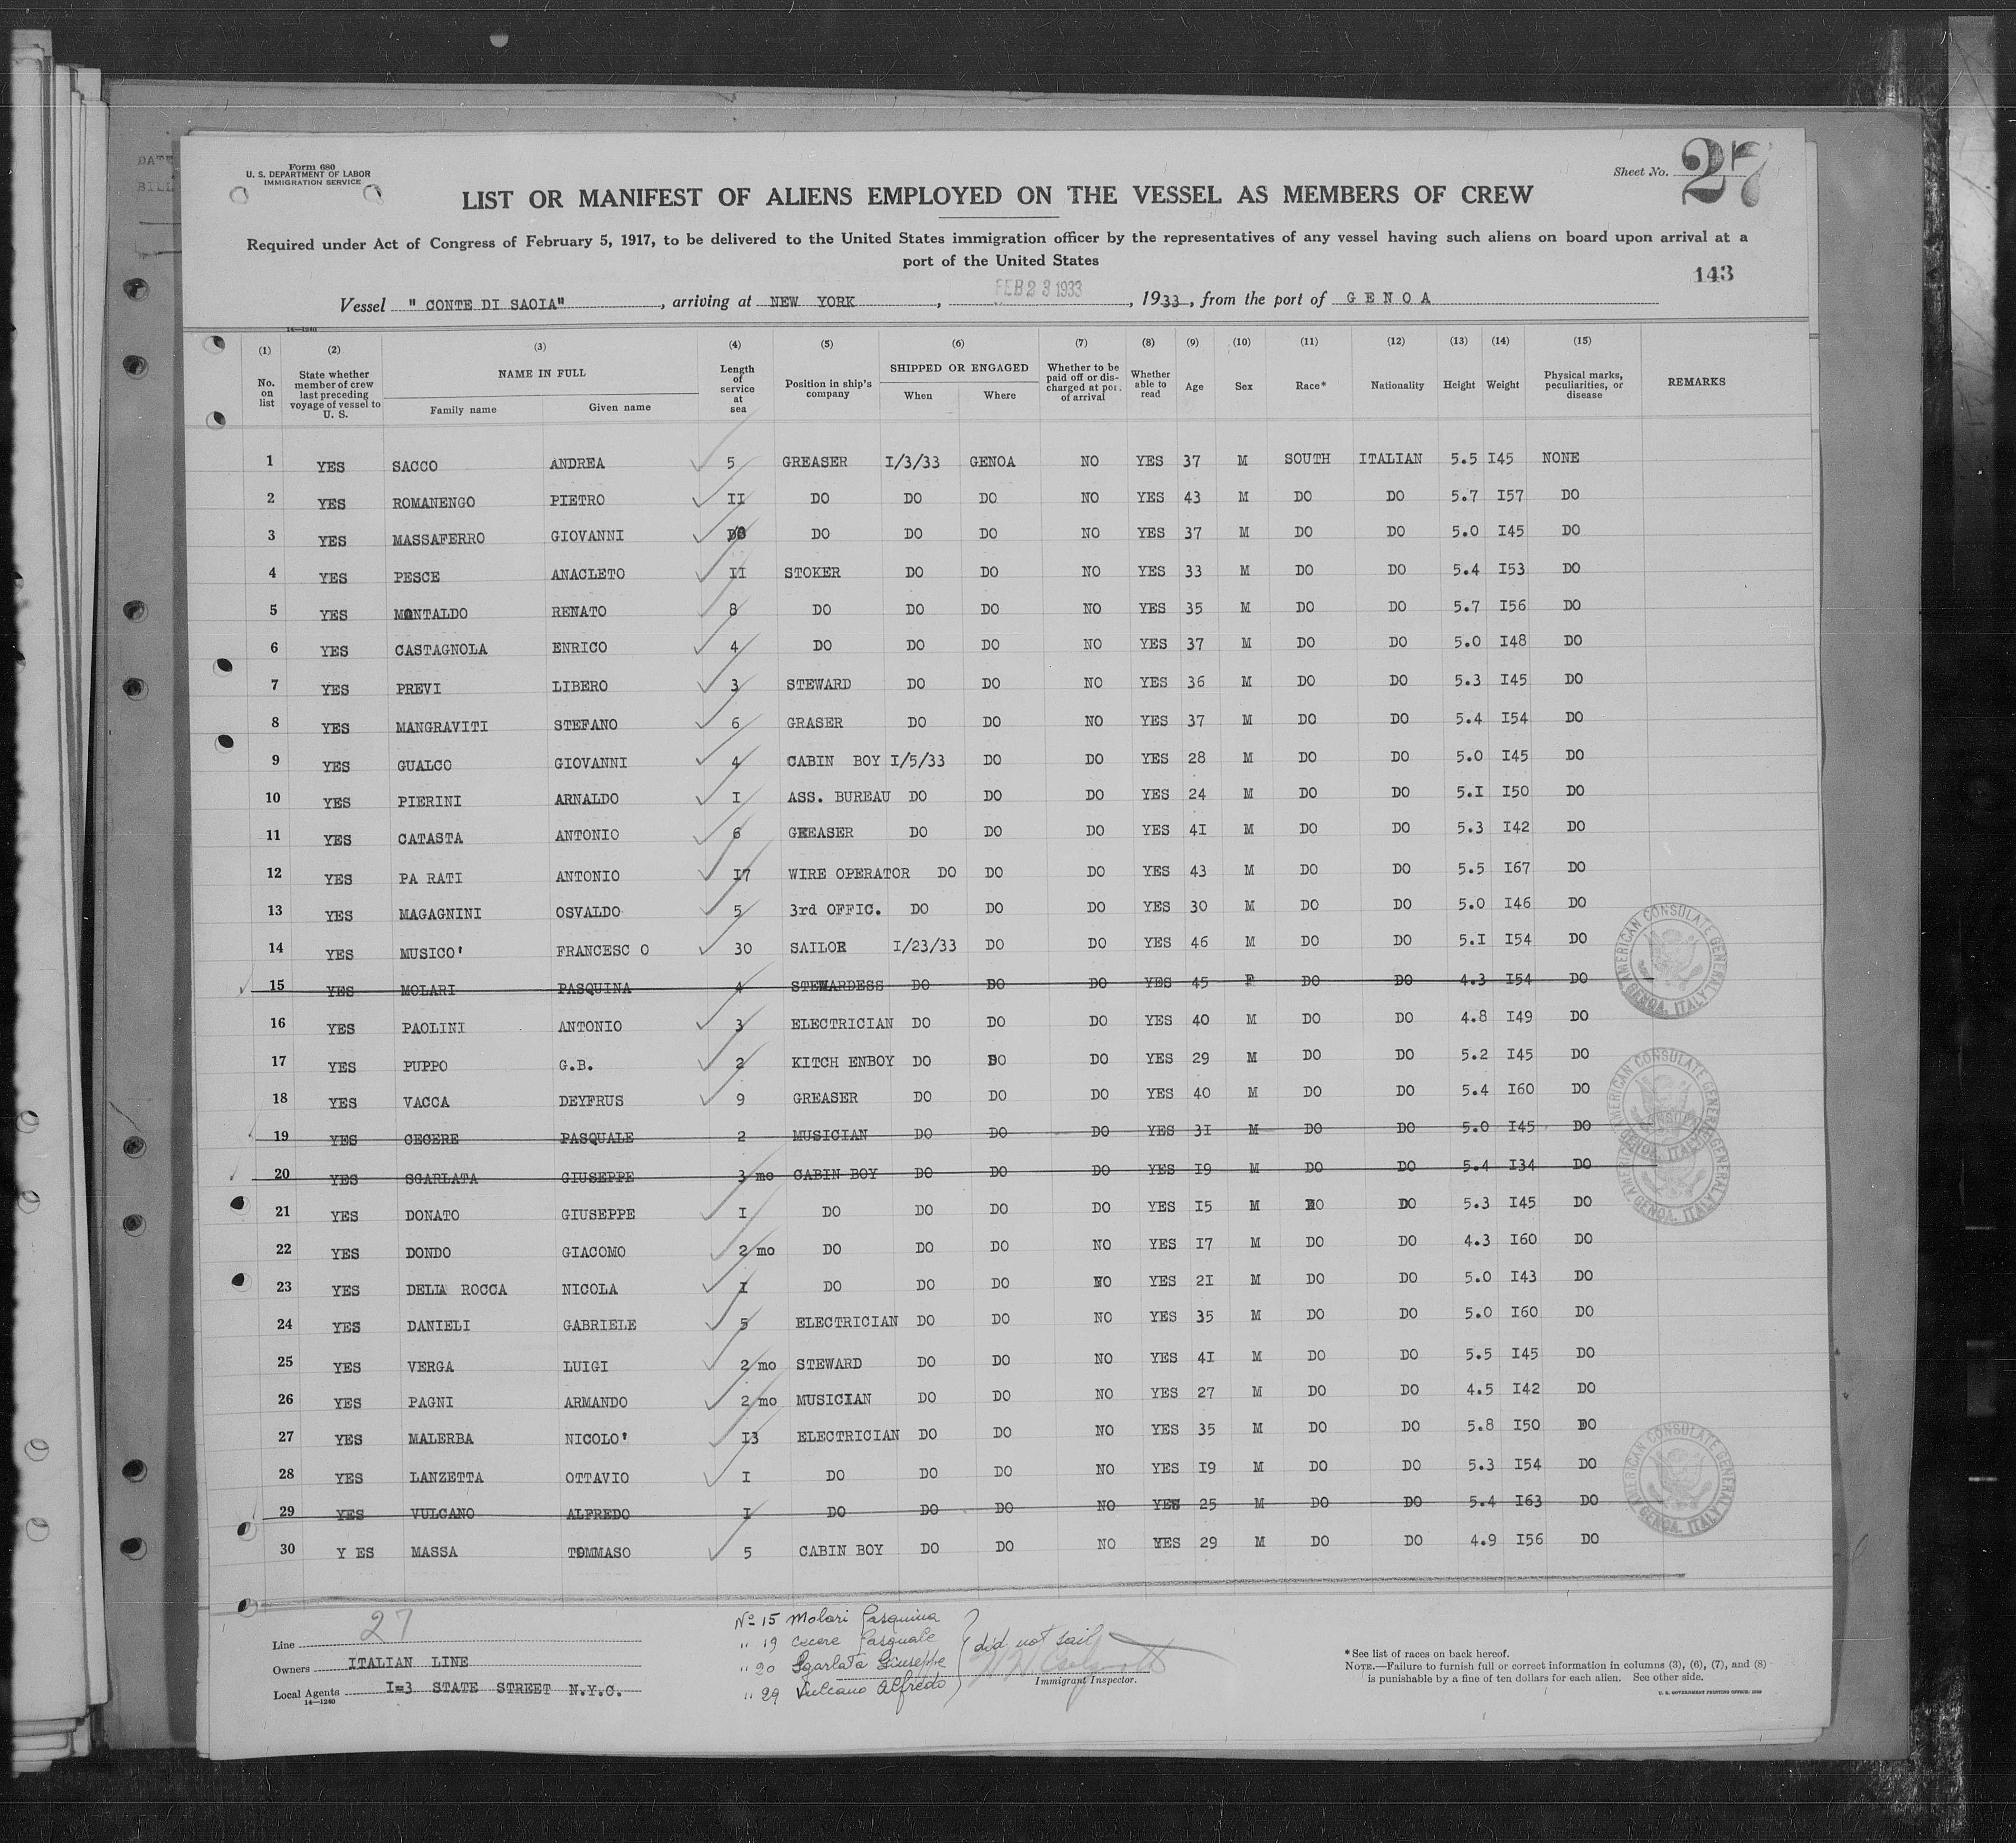 DATE
BILL
Form 680
U. S. DEPARTMENT OF LABOR
IMMIGRATION SERVICE
Sheet No. 27
LIST OR MANIFEST OF ALIENS EMPLOYED ON THE VESSEL AS MEMBERS OF CREW
Required under Act of Congress of February 5, 1917, to be delivered to the United States immigration officer by the representatives of any vessel having such aliens on board upon arrival at a
port of the United States
143
FEB 23 1933
Vessel " CONTE DI SAOIA" , arriving at NEW YORK , , 1933, from the port of GENOA
14—1240
(1) (2) (3) (4) (5) (6) (7) (8) (9) (10) (11) (12) (13) (14) (15)
No. on list State whether member of crew last preceding voyage of vessel to U. S. NAME IN FULL Family name Given name Length of service at sea Position in ship's company SHIPPED OR ENGAGED When Where Whether to be paid off or discharged at port of arrival Whether able to read Age Sex Race* Nationality Height Weight Physical marks, peculiarities, or disease REMARKS
1 YES SACCO ANDREA 5 GREASER I/3/33 GENOA NO YES 37 M SOUTH ITALIAN 5.5 I45 NONE
2 YES ROMANENGO PIETRO II DO DO DO NO YES 43 M DO DO 5.7 I57 DO
3 YES MASSAFERRO GIOVANNI DO DO DO NO YES 37 M DO DO 5.0 I45 DO
4 YES PESCE ANACLETO II STOKER DO DO NO YES 33 M DO DO 5.4 I53 DO
5 YES MONTALDO RENATO 8 DO DO DO NO YES 35 M DO DO 5.7 I56 DO
6 YES CASTAGNOLA ENRICO 4 DO DO DO NO YES 37 M DO DO 5.0 I48 DO
7 YES PREVI LIBERO 3 STEWARD DO DO NO YES 36 M DO DO 5.3 I45 DO
8 YES MANGRAVITI STEFANO 6 GRASER DO DO NO YES 37 M DO DO 5.4 I54 DO
9 YES GUALCO GIOVANNI 4 CABIN BOY I/5/33 DO DO YES 28 M DO DO 5.0 I45 DO
10 YES PIERINI ARNALDO I ASS. BUREAU DO DO DO YES 24 M DO DO 5.I I50 DO
11 YES CATASTA ANTONIO 6 GREASER DO DO DO YES 4I M DO DO 5.3 I42 DO
12 YES PA RATI ANTONIO I7 WIRE OPERATOR DO DO DO YES 43 M DO DO 5.5 I67 DO
13 YES MAGAGNINI OSVALDO 5 3rd OFFIC. DO DO DO YES 30 M DO DO 5.0 I46 DO
14 YES MUSICO' FRANCESC O 30 SAILOR I/23/33 DO DO YES 46 M DO DO 5.I I54 DO
15 YES MOLARI PASQUINA 4 STEWARDESS DO DO DO YES 45 F DO DO 4.3 I54 DO
16 YES PAOLINI ANTONIO 3 ELECTRICIAN DO DO DO YES 40 M DO DO 4.8 I49 DO
17 YES PUPPO G.B. 2 KITCH ENBOY DO DO DO YES 29 M DO DO 5.2 I45 DO
18 YES VACCA DEYFRUS 9 GREASER DO DO DO YES 40 M DO DO 5.4 I60 DO
19 YES CECERE PASQUALE 2 MUSICIAN DO DO DO YES 3I M DO DO 5.0 I45 DO
20 YES SGARLATA GIUSEPPE 3 mo CABIN BOY DO DO DO YES I9 M DO DO 5.4 I34 DO
21 YES DONATO GIUSEPPE I DO DO DO DO YES I5 M DO DO 5.3 I45 DO
22 YES DONDO GIACOMO 2 mo DO DO DO NO YES I7 M DO DO 4.3 I60 DO
23 YES DELLA ROCCA NICOLA I DO DO DO NO YES 2I M DO DO 5.0 I43 DO
24 YES DANIELI GABRIELE 5 ELECTRICIAN DO DO NO YES 35 M DO DO 5.0 I60 DO
25 YES VERGA LUIGI 2 mo STEWARD DO DO NO YES 4I M DO DO 5.5 I45 DO
26 YES PAGNI ARMANDO 2 mo MUSICIAN DO DO NO YES 27 M DO DO 4.5 I42 DO
27 YES MALERBA NICOLO' I3 ELECTRICIAN DO DO NO YES 35 M DO DO 5.8 I50 DO
28 YES LANZETTA OTTAVIO I DO DO DO NO YES I9 M DO DO 5.3 I54 DO
29 YES VULCANO ALFREDO I DO DO DO NO YES 25 M DO DO 5.4 I63 DO
30 Y ES MASSA TOMMASO 5 CABIN BOY DO DO NO YES 29 M DO DO 4.9 I56 DO
AMERICAN CONSULATE GENERAL GENOA, ITALY
AMERICAN CONSULATE GENERAL GENOA, ITALY
AMERICAN CONSULATE GENERAL GENOA, ITALY
AMERICAN CONSULATE GENERAL GENOA, ITALY
Line 27
Owners ITALIAN LINE
Local Agents I=3 STATE STREET N.Y.C.
14—1240
No 15 Molari Pasquina
" 19 Cecere Pasquale
" 20 Sgarlata Giuseppe
" 29 Vulcano Alfredo
did not sail
Immigrant Inspector.
* See list of races on back hereof.
NOTE.—Failure to furnish full or correct information in columns (3), (6), (7), and (8)
is punishable by a fine of ten dollars for each alien. See other side.
U. S. GOVERNMENT PRINTING OFFICE: 1930